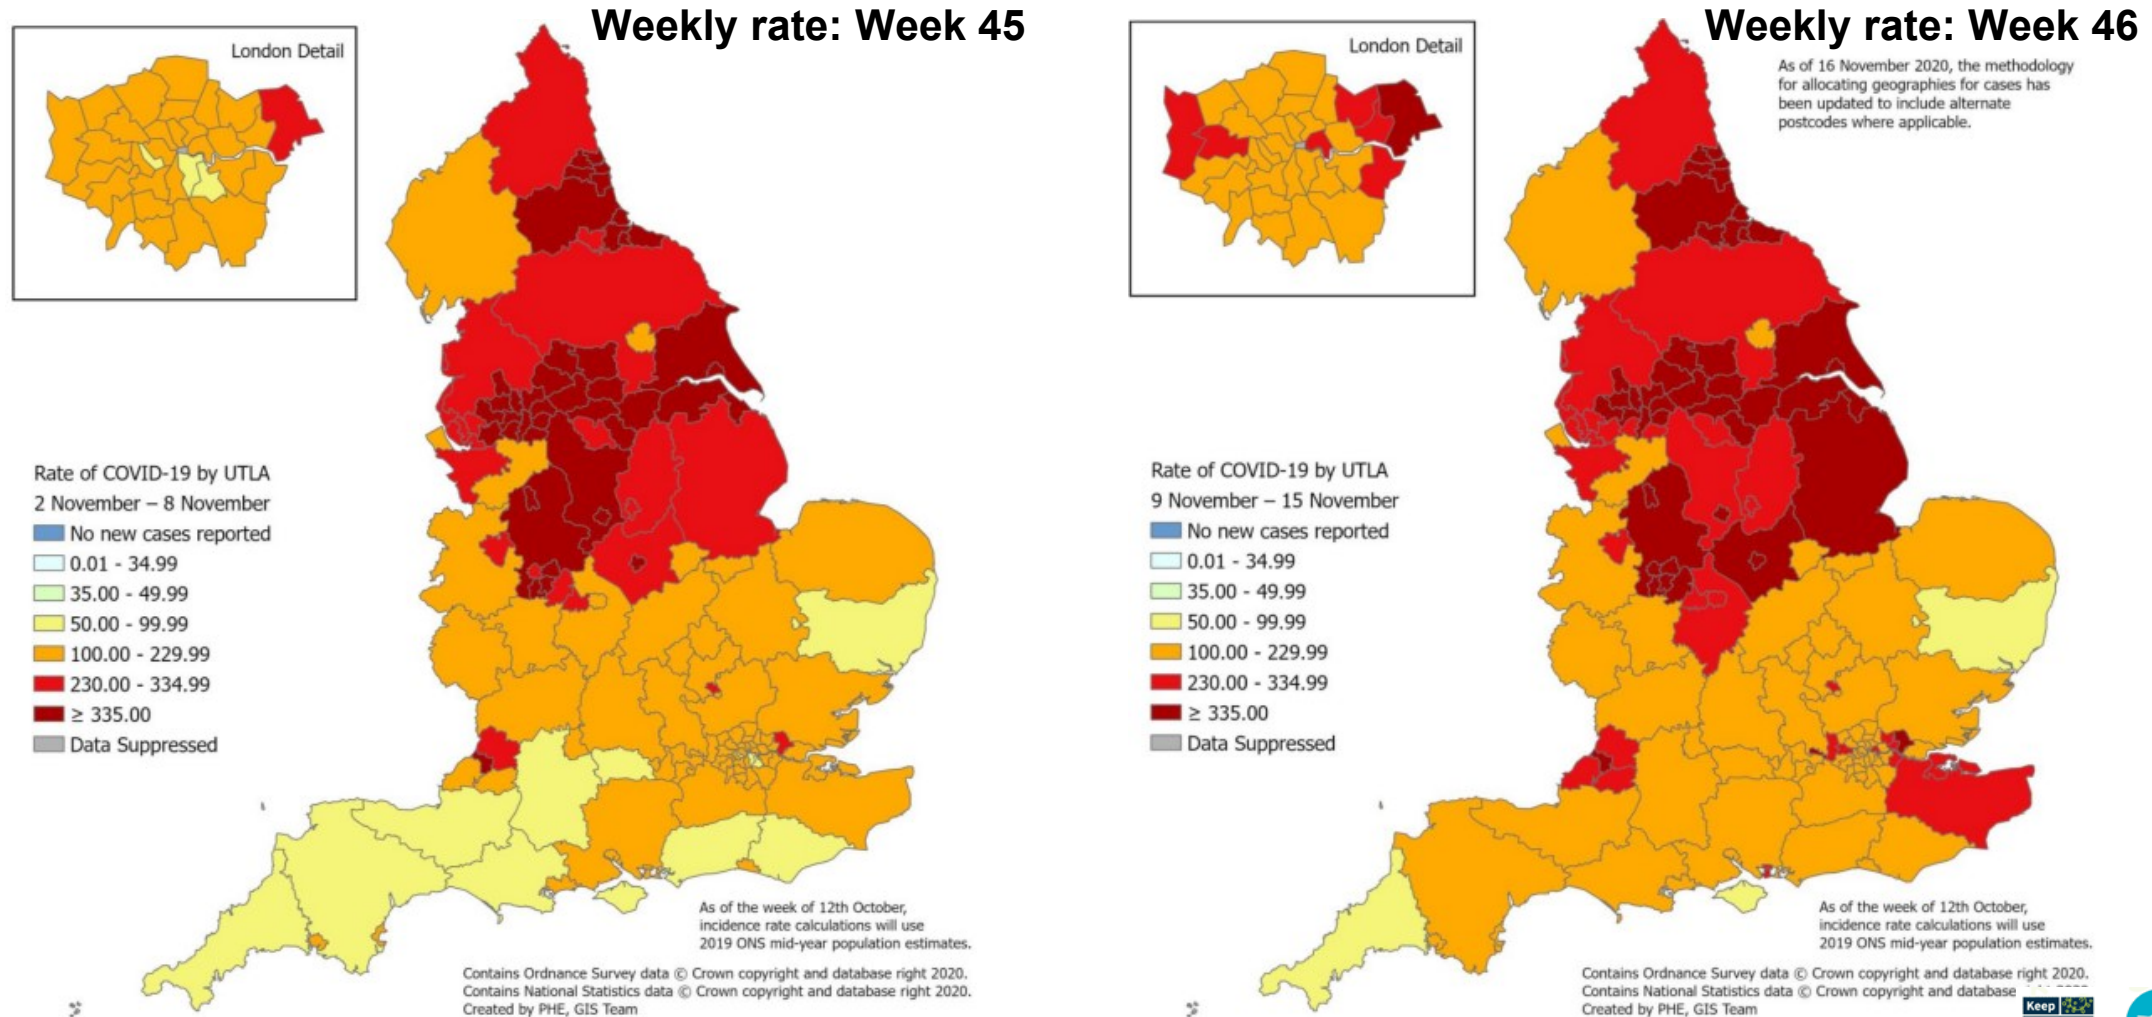 Weekly rate: Week 45
London Detail
Rate of COVID-19 by UTLA
2 November – 8 November
No new cases reported
0.01 - 34.99
35.00 - 49.99
50.00 - 99.99
100.00 - 229.99
230.00 - 334.99
≥ 335.00
Data Suppressed
As of the week of 12th October,
incidence rate calculations will use
2019 ONS mid-year population estimates.
Contains Ordnance Survey data © Crown copyright and database right 2020.
Contains National Statistics data © Crown copyright and database right 2020.
Created by PHE, GIS Team
Weekly rate: Week 46
London Detail
As of 16 November 2020, the methodology
for allocating geographies for cases has
been updated to include alternate
postcodes where applicable.
Rate of COVID-19 by UTLA
9 November – 15 November
No new cases reported
0.01 - 34.99
35.00 - 49.99
50.00 - 99.99
100.00 - 229.99
230.00 - 334.99
≥ 335.00
Data Suppressed
As of the week of 12th October,
incidence rate calculations will use
2019 ONS mid-year population estimates.
Contains Ordnance Survey data © Crown copyright and database right 2020.
Contains National Statistics data © Crown copyright and database
Created by PHE, GIS Team
Keep